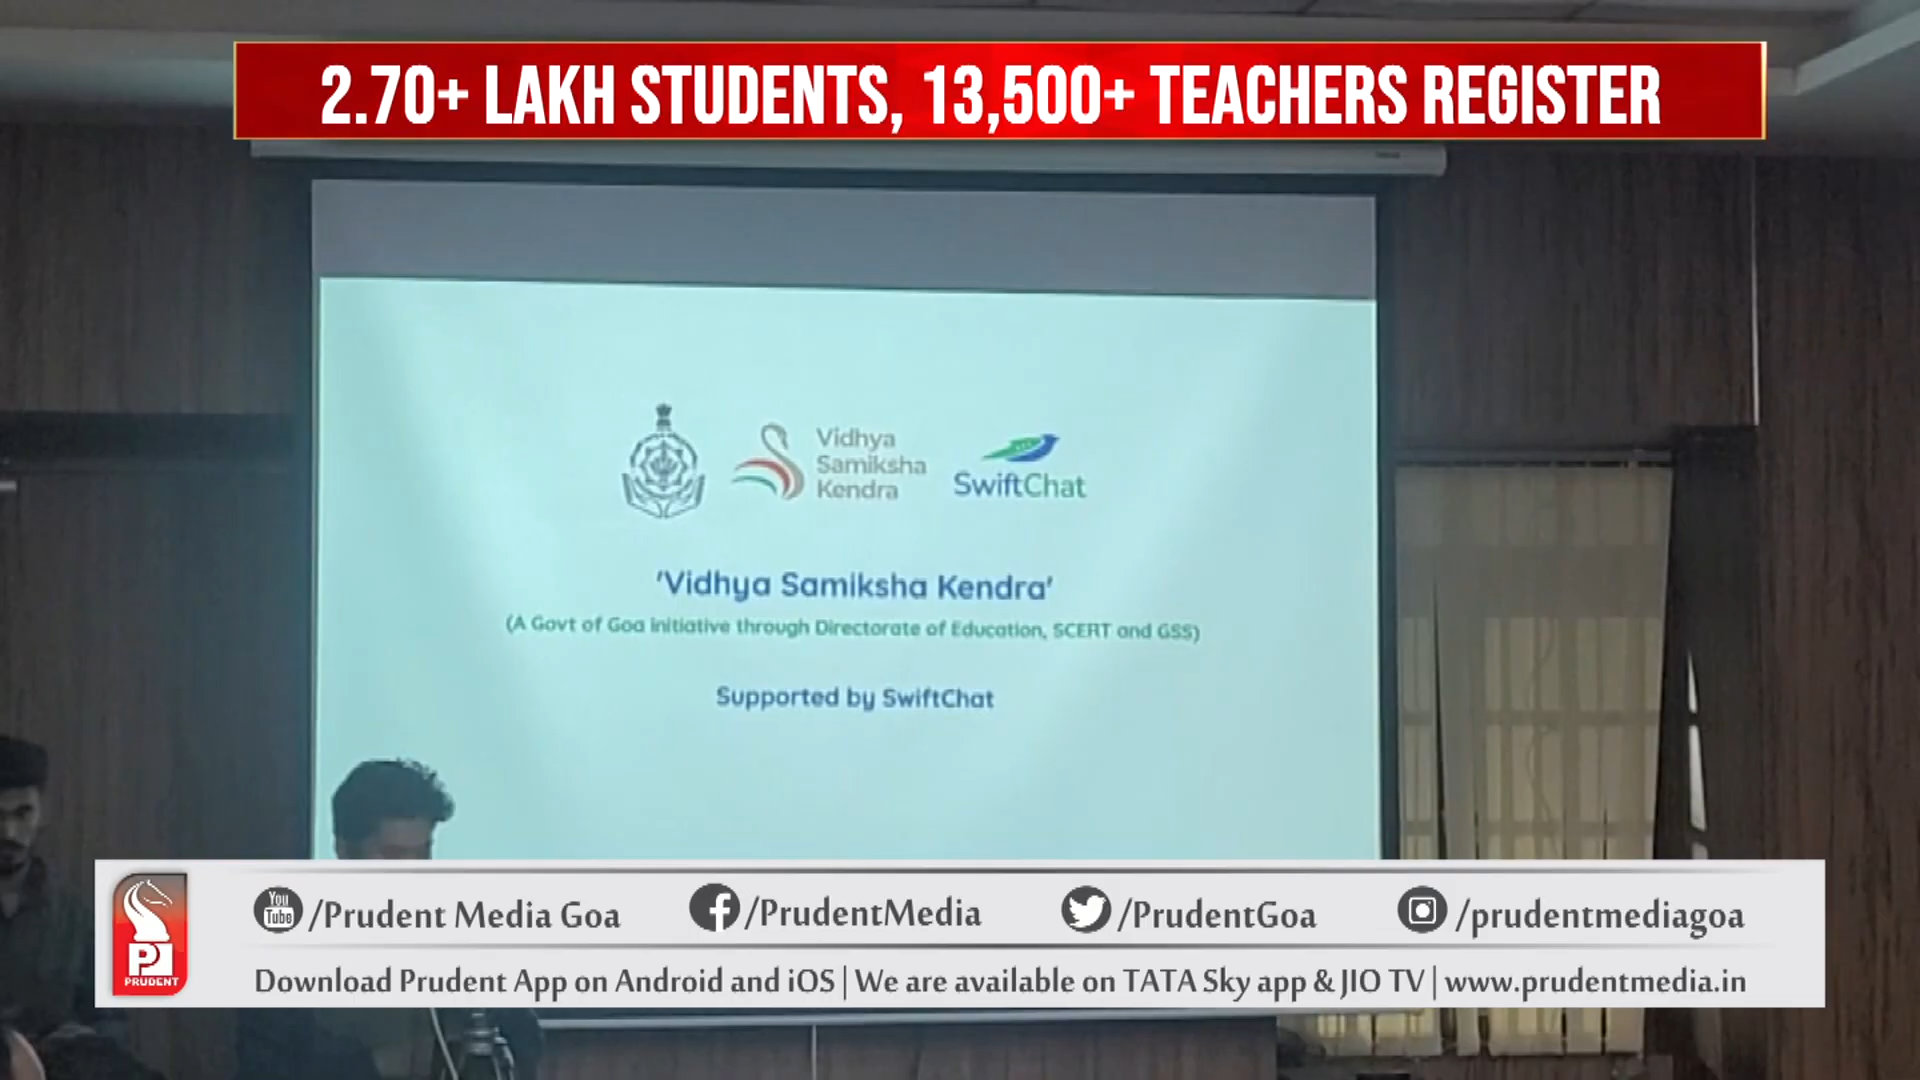 2.70+ LAKH STUDENTS, 13,500+ TEACHERS REGISTER
Vidhya
Samiksha
Kendra
SwiftChat
'Vidhya Samiksha Kendra'
(A Govt of Goa initiative through Directorate of Education, SCERT and GSS)
Supported by SwiftChat
You Tube /Prudent Media Goa /PrudentMedia /PrudentGoa /prudentmediagoa
PRUDENT
Download Prudent App on Android and iOS | We are available on TATA Sky app & JIO TV | www.prudentmedia.in